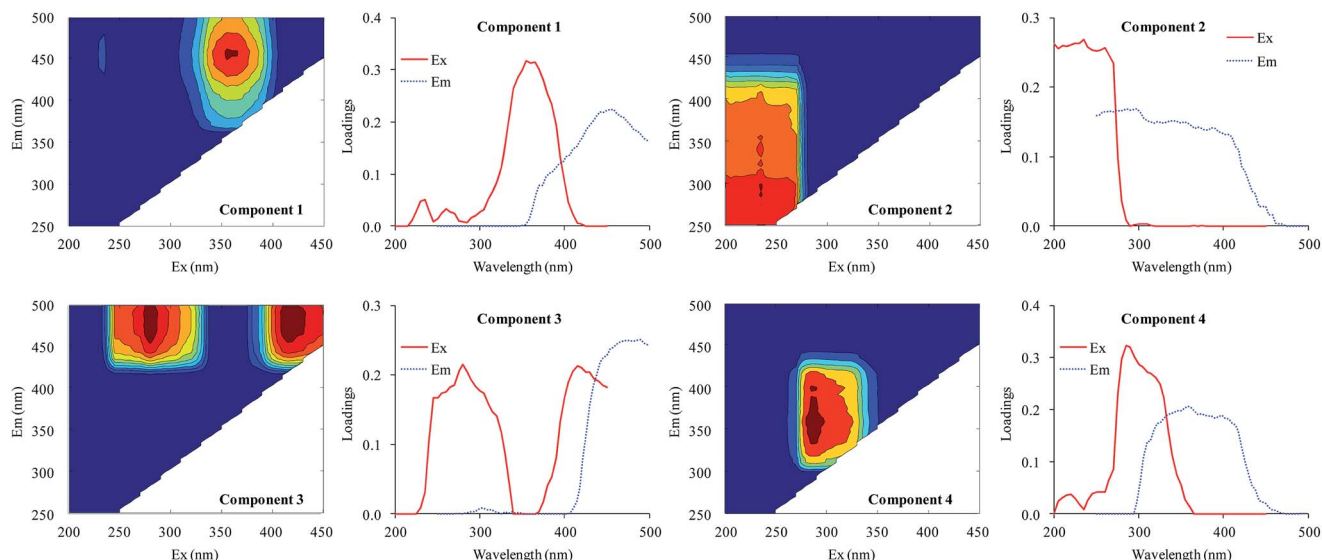 500
450
400
350
300
250
Em (nm)
Component 1
200 250 300 350 400 450
Ex (nm)
0.4
0.3
0.2
0.1
0.0
Loadings
Component 1
Ex
Em
200 300 400 500
Wavelength (nm)
500
450
400
350
300
250
Em (nm)
Component 2
200 250 300 350 400 450
Ex (nm)
0.3
0.2
0.1
0.0
Loadings
Component 2
Ex
Em
200 300 400 500
Wavelength (nm)
500
450
400
350
300
250
Em (nm)
Component 3
200 250 300 350 400 450
Ex (nm)
0.3
0.2
0.1
0.0
Loadings
Component 3
Ex
Em
200 300 400 500
Wavelength (nm)
500
450
400
350
300
250
Em (nm)
Component 4
200 250 300 350 400 450
Ex (nm)
0.4
0.3
0.2
0.1
0.0
Loadings
Component 4
Ex
Em
200 300 400 500
Wavelength (nm)